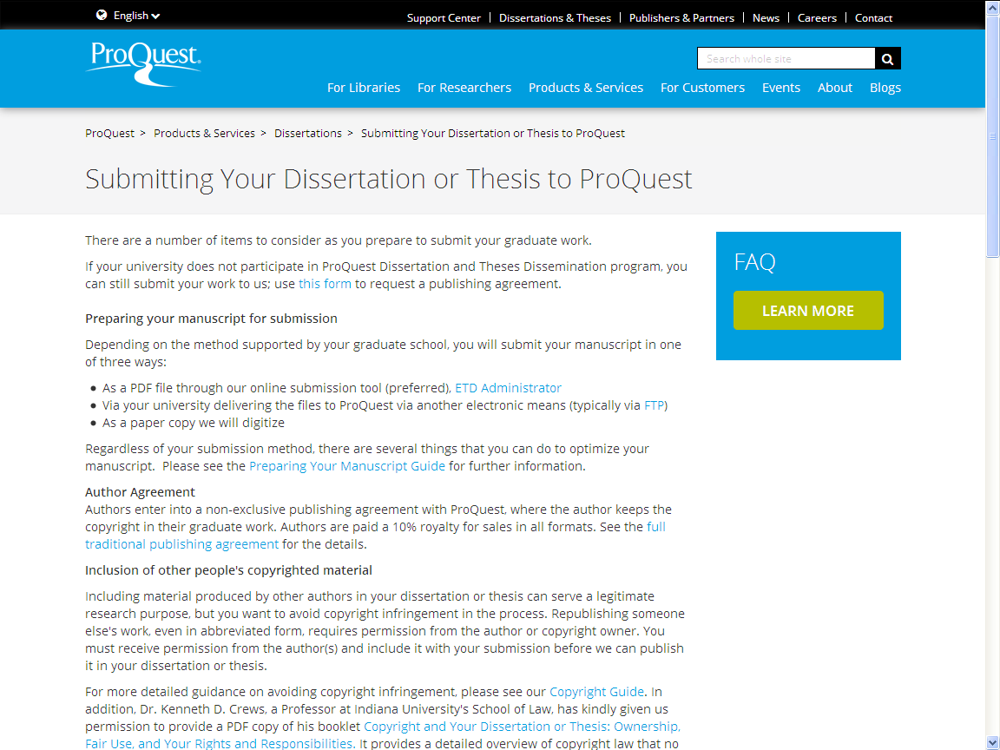 English
Support Center | Dissertations & Theses | Publishers & Partners | News | Careers | Contact
ProQuest
Search whole site
For Libraries For Researchers Products & Services For Customers Events About Blogs
ProQuest > Products & Services > Dissertations > Submitting Your Dissertation or Thesis to ProQuest
Submitting Your Dissertation or Thesis to ProQuest
There are a number of items to consider as you prepare to submit your graduate work.
If your university does not participate in ProQuest Dissertation and Theses Dissemination program, you
can still submit your work to us; use this form to request a publishing agreement.
Preparing your manuscript for submission
Depending on the method supported by your graduate school, you will submit your manuscript in one
of three ways:
• As a PDF file through our online submission tool (preferred), ETD Administrator
• Via your university delivering the files to ProQuest via another electronic means (typically via FTP)
• As a paper copy we will digitize
Regardless of your submission method, there are several things that you can do to optimize your
manuscript.  Please see the Preparing Your Manuscript Guide for further information.
Author Agreement
Authors enter into a non-exclusive publishing agreement with ProQuest, where the author keeps the
copyright in their graduate work. Authors are paid a 10% royalty for sales in all formats. See the full
traditional publishing agreement for the details.
Inclusion of other people's copyrighted material
Including material produced by other authors in your dissertation or thesis can serve a legitimate
research purpose, but you want to avoid copyright infringement in the process. Republishing someone
else's work, even in abbreviated form, requires permission from the author or copyright owner. You
must receive permission from the author(s) and include it with your submission before we can publish
it in your dissertation or thesis.
For more detailed guidance on avoiding copyright infringement, please see our Copyright Guide. In
addition, Dr. Kenneth D. Crews, a Professor at Indiana University's School of Law, has kindly given us
permission to provide a PDF copy of his booklet Copyright and Your Dissertation or Thesis: Ownership,
Fair Use, and Your Rights and Responsibilities. It provides a detailed overview of copyright law that no
FAQ
LEARN MORE